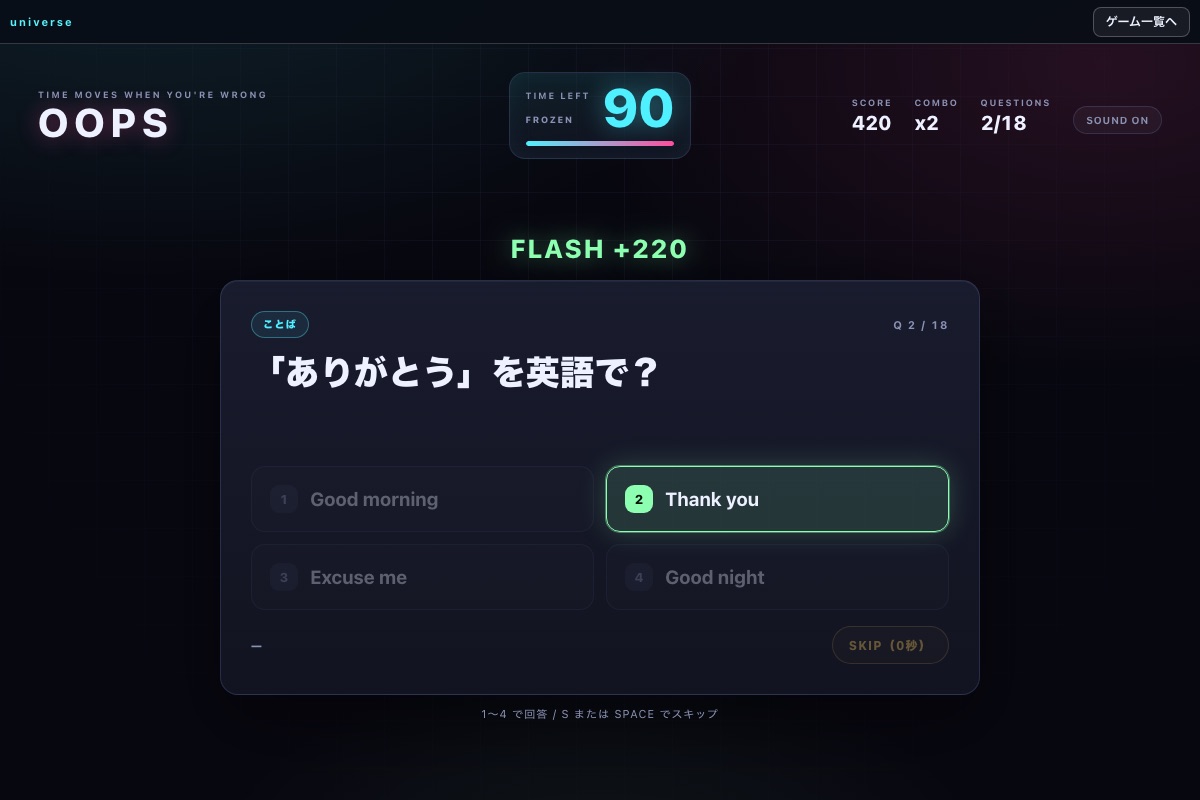 universe
ゲーム一覧へ
TIME MOVES WHEN YOU'RE WRONG
OOPS
TIME LEFT
FROZEN
90
SCORE
420
COMBO
x2
QUESTIONS
2/18
SOUND ON
FLASH +220
ことば
Q 2 / 18
「ありがとう」を英語で？
1 Good morning
2 Thank you
3 Excuse me
4 Good night
—
SKIP (0秒)
1〜4 で回答 / S または SPACE でスキップ